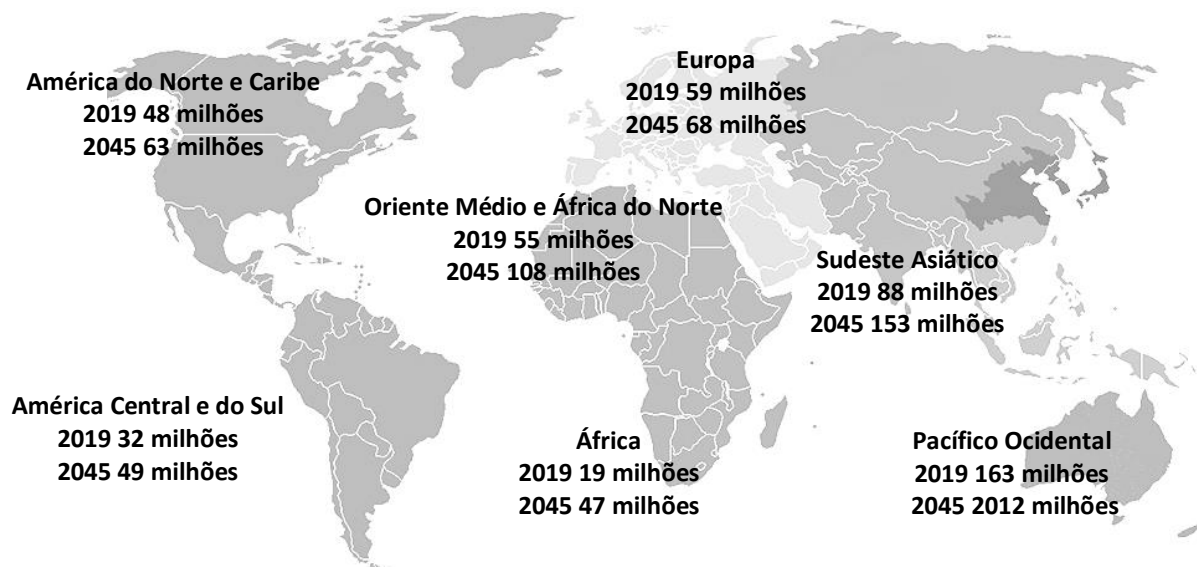 América do Norte e Caribe
2019 48 milhões
2045 63 milhões
Europa
2019 59 milhões
2045 68 milhões
Oriente Médio e África do Norte
2019 55 milhões
2045 108 milhões
Sudeste Asiático
2019 88 milhões
2045 153 milhões
América Central e do Sul
2019 32 milhões
2045 49 milhões
África
2019 19 milhões
2045 47 milhões
Pacífico Ocidental
2019 163 milhões
2045 2012 milhões